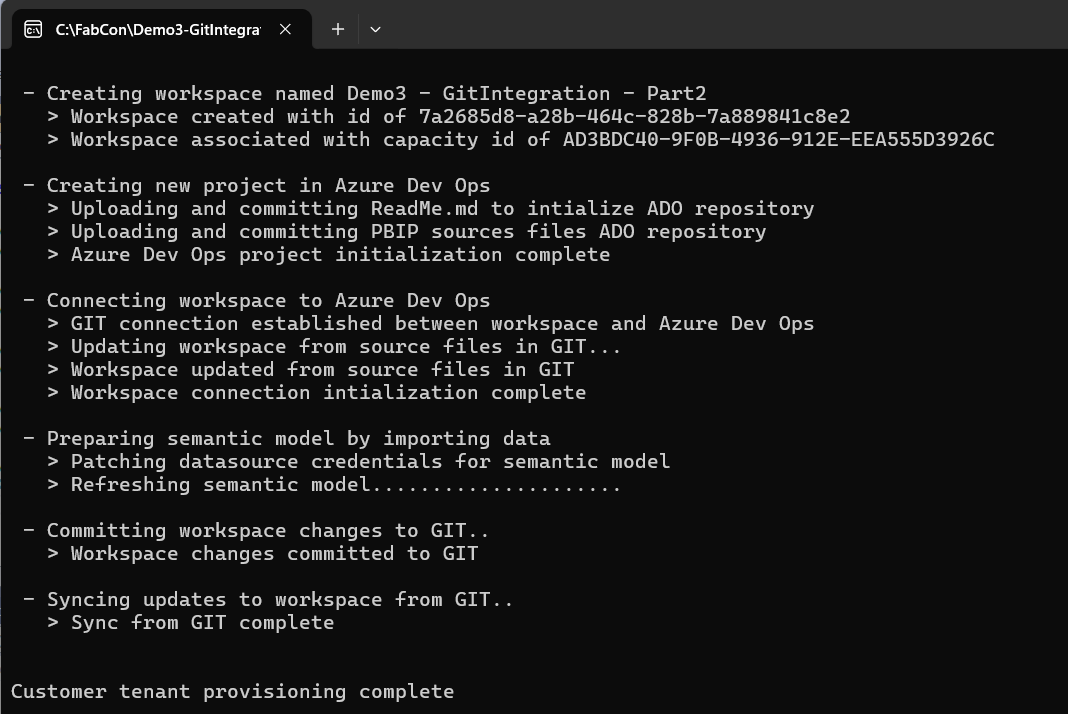 C:\FabCon\Demo3-GitIntegra
- Creating workspace named Demo3 - GitIntegration - Part2
> Workspace created with id of 7a2685d8-a28b-464c-828b-7a889841c8e2
> Workspace associated with capacity id of AD3BDC40-9F0B-4936-912E-EEA555D3926C
- Creating new project in Azure Dev Ops
> Uploading and committing ReadMe.md to intialize ADO repository
> Uploading and committing PBIP sources files ADO repository
> Azure Dev Ops project initialization complete
- Connecting workspace to Azure Dev Ops
> GIT connection established between workspace and Azure Dev Ops
> Updating workspace from source files in GIT...
> Workspace updated from source files in GIT
> Workspace connection intialization complete
- Preparing semantic model by importing data
> Patching datasource credentials for semantic model
> Refreshing semantic model.....................
- Committing workspace changes to GIT..
> Workspace changes committed to GIT
- Syncing updates to workspace from GIT..
> Sync from GIT complete
Customer tenant provisioning complete